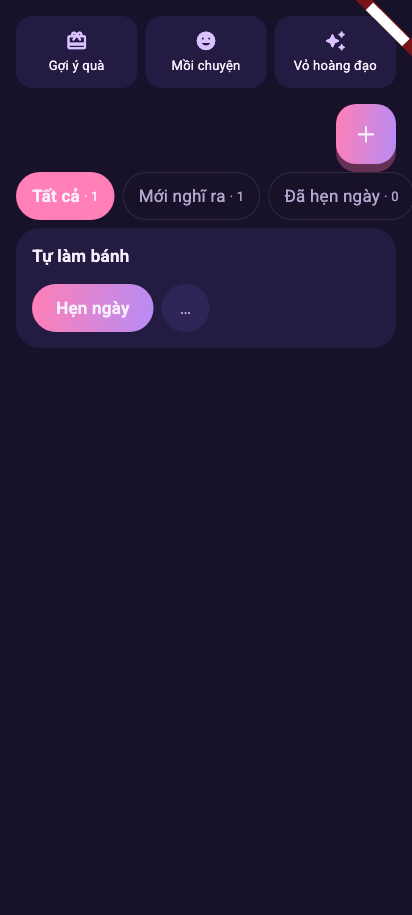 Gợi ý quà
Mồi chuyện
Vỏ hoàng đạo
+
Tất cả · 1
Mới nghĩ ra · 1
Đã hẹn ngày · 0
Tự làm bánh
Hẹn ngày
...